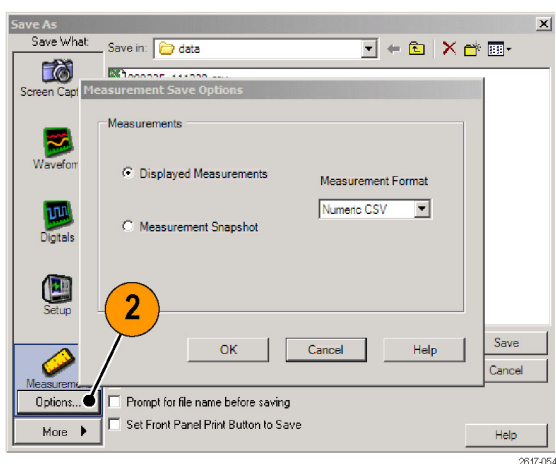 Save As
Save What:
Save in: data
Screen Capt
Measurement Save Options
Measurements
Wavefor
Displayed Measurements
Measurement Format
Numeric CSV
Measurement Snapshot
Digitals
Setup
2
OK
Cancel
Help
Save
Cancel
Measureme
Options...
Prompt for file name before saving
More
Set Front Panel Print Button to Save
Help
2617-054